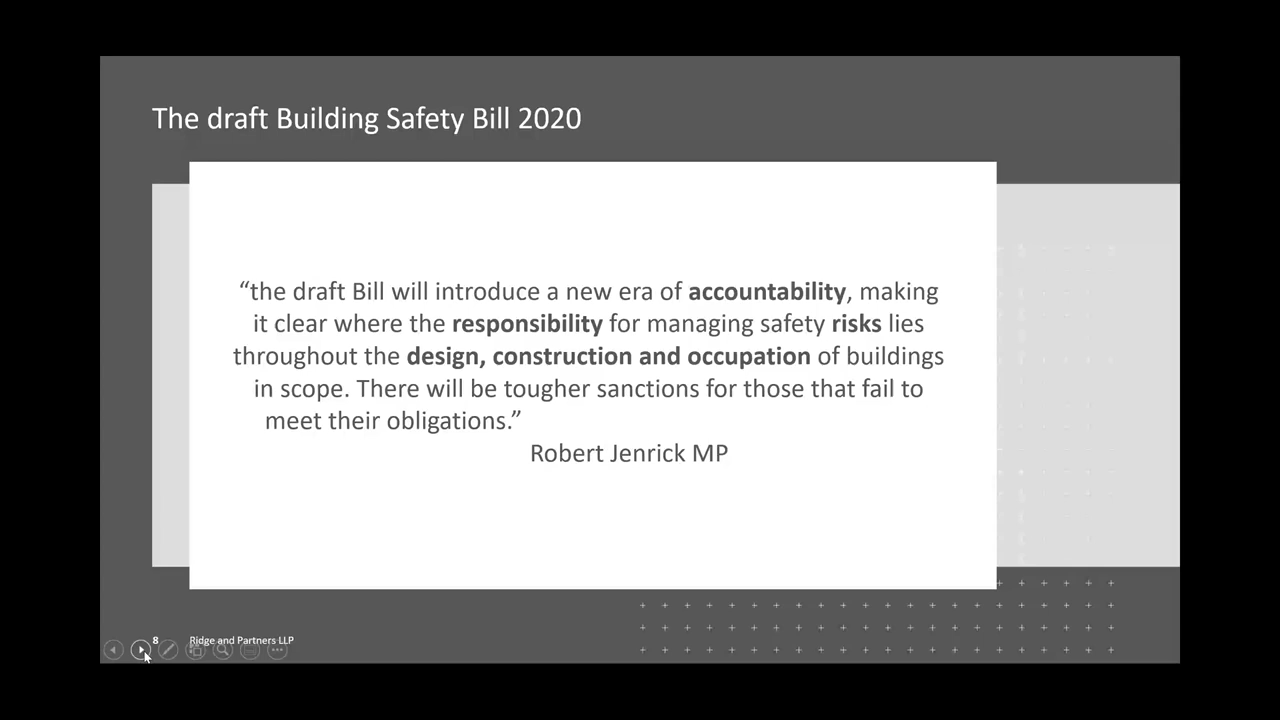 The draft Building Safety Bill 2020
“the draft Bill will introduce a new era of accountability, making
it clear where the responsibility for managing safety risks lies
throughout the design, construction and occupation of buildings
in scope. There will be tougher sanctions for those that fail to
meet their obligations.”
Robert Jenrick MP
8
Ridge and Partners LLP